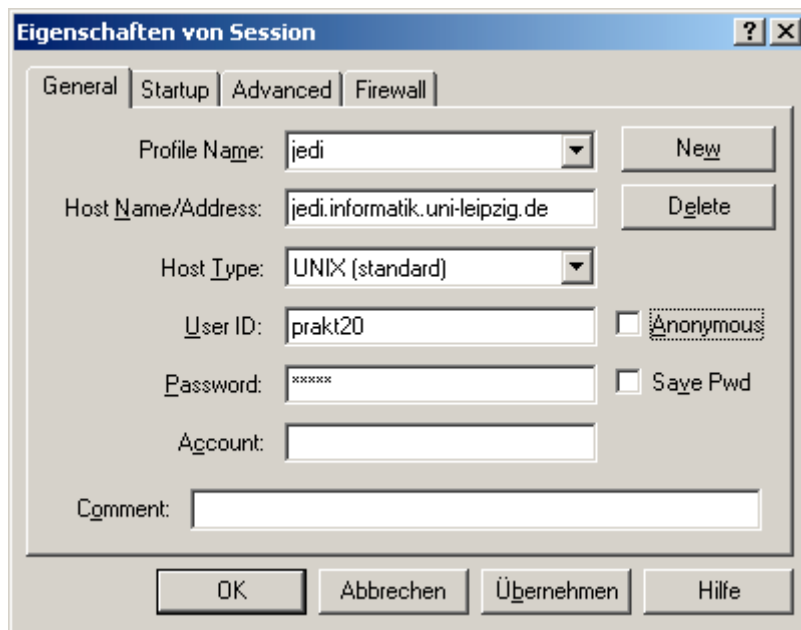 Eigenschaften von Session ? X
General Startup Advanced Firewall
Profile Name: jedi New
Host Name/Address: jedi.informatik.uni-leipzig.de Delete
Host Type: UNIX (standard)
User ID: prakt20 Anonymous
Password: ***** Save Pwd
Account:
Comment:
OK Abbrechen Übernehmen Hilfe